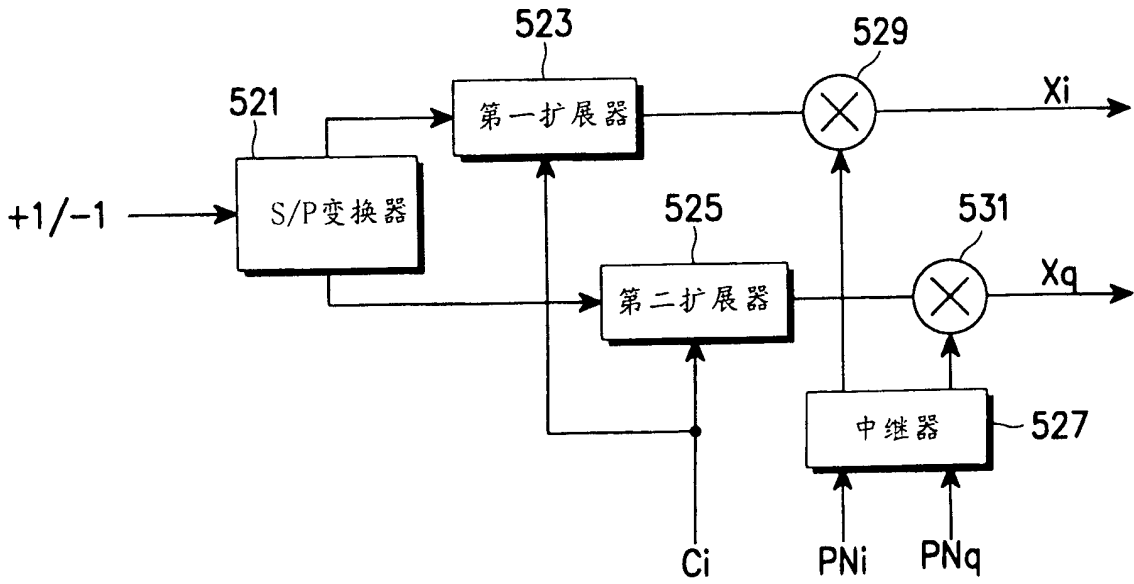 523
529
521
第一扩展器
Xi
S/P变换器
+1/-1
525
531
第二扩展器
Xq
中继器
527
Ci
PNi
PNq